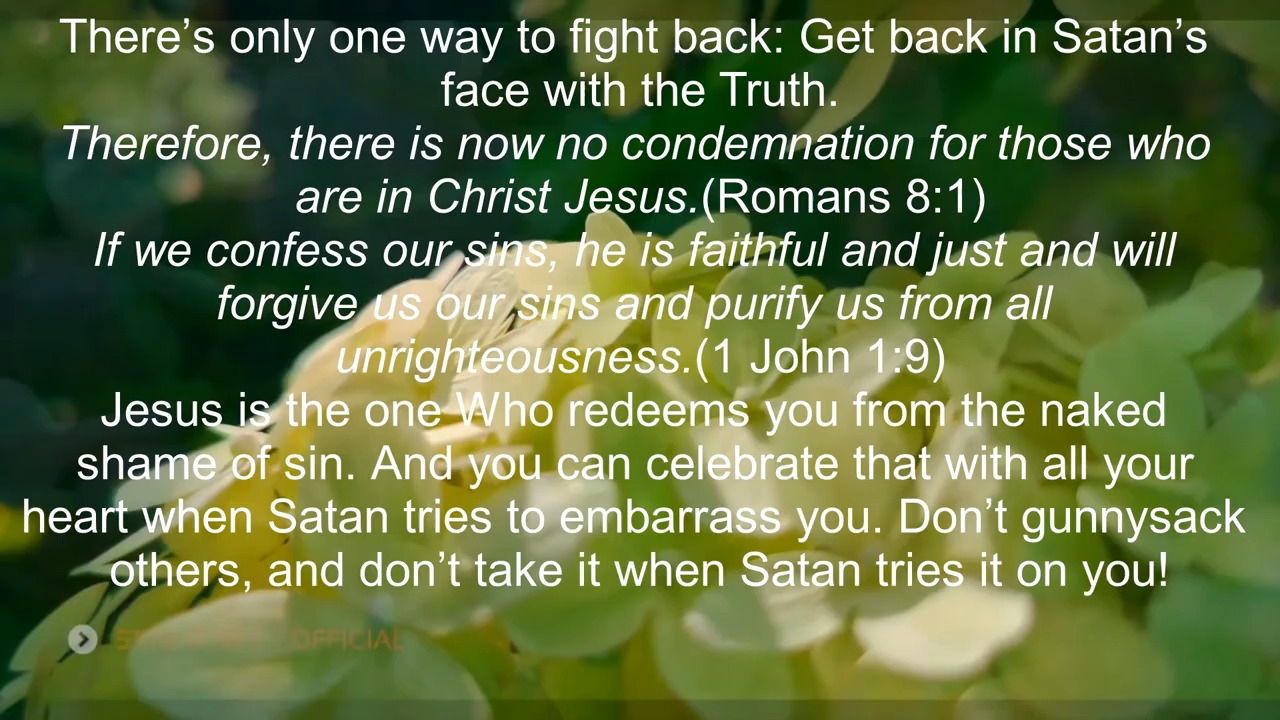 There’s only one way to fight back: Get back in Satan’s
face with the Truth.
Therefore, there is now no condemnation for those who
are in Christ Jesus.(Romans 8:1)
If we confess our sins, he is faithful and just and will
forgive us our sins and purify us from all
unrighteousness.(1 John 1:9)
Jesus is the one Who redeems you from the naked
shame of sin. And you can celebrate that with all your
heart when Satan tries to embarrass you. Don’t gunnysack
others, and don’t take it when Satan tries it on you!
OFFICIAL